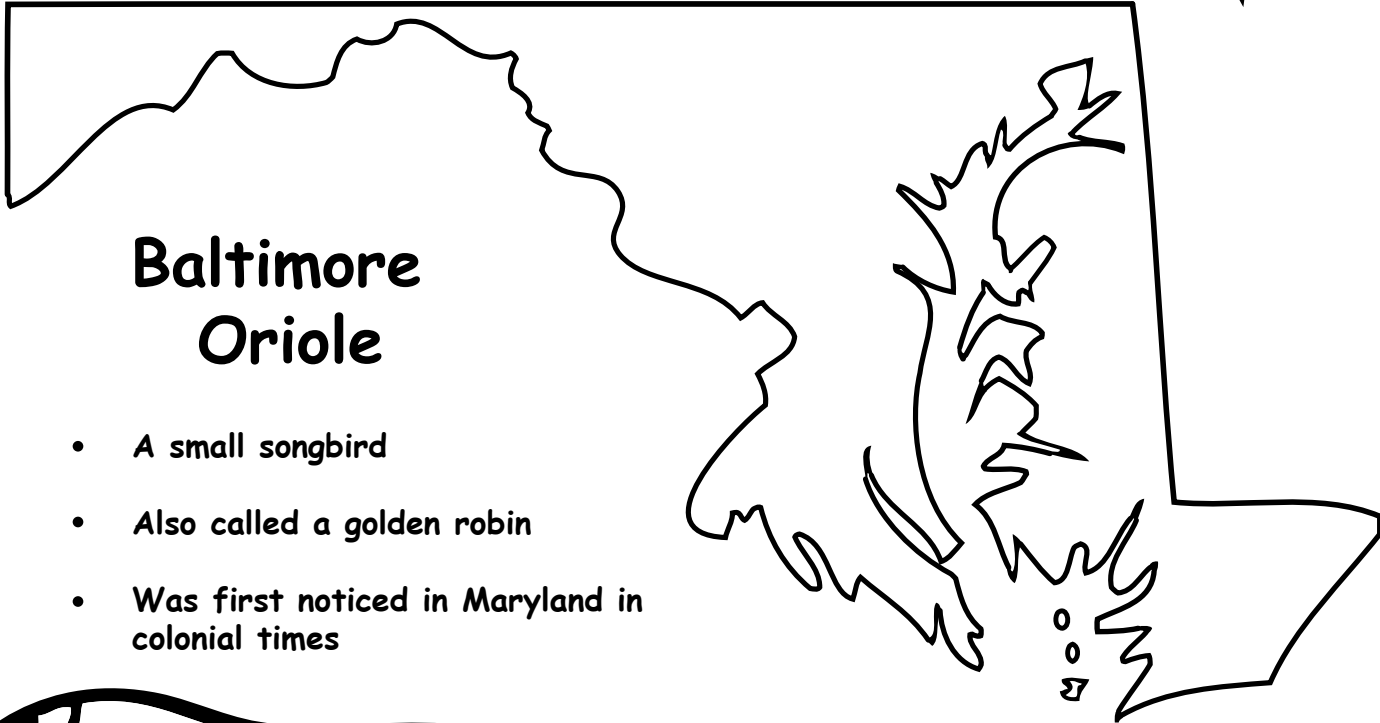 Baltimore
Oriole
• A small songbird
• Also called a golden robin
• Was first noticed in Maryland in
colonial times